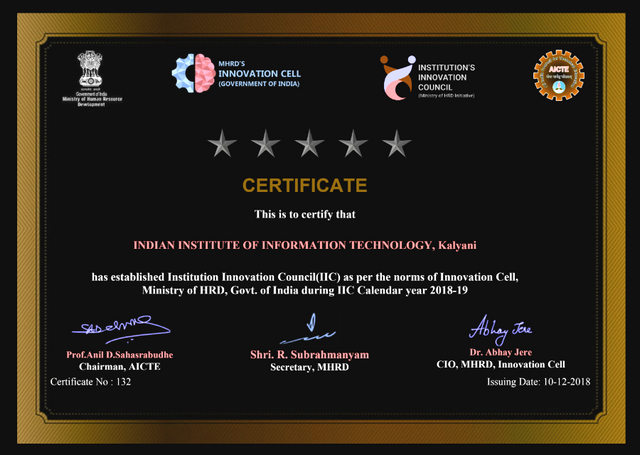 Government of India
Ministry of Human Resource
Development
MHRD'S
INNOVATION CELL
(GOVERNMENT OF INDIA)
INSTITUTION'S
INNOVATION
COUNCIL
(Ministry of HRD Initiative)
AICTE
CERTIFICATE
This is to certify that
INDIAN INSTITUTE OF INFORMATION TECHNOLOGY, Kalyani
has established Institution Innovation Council(IIC) as per the norms of Innovation Cell,
Ministry of HRD, Govt. of India during IIC Calendar year 2018-19
Abhay Jere
Prof.Anil D.Sahasrabudhe
Chairman, AICTE
Shri. R. Subrahmanyam
Secretary, MHRD
Dr. Abhay Jere
CIO, MHRD, Innovation Cell
Certificate No : 132
Issuing Date: 10-12-2018